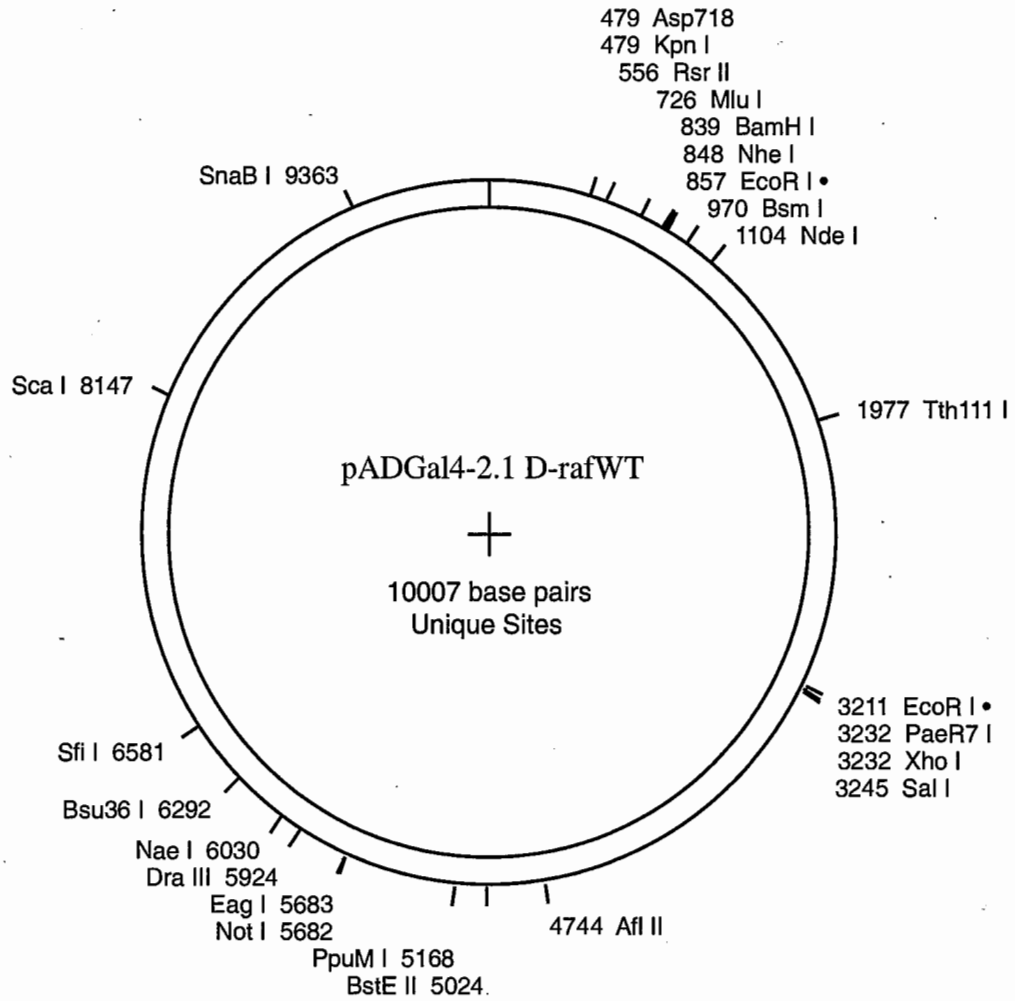 479 Asp718
479 Kpn I
556 Rsr II
726 Mlu I
839 BamH I
848 Nhe I
857 EcoR I •
970 Bsm I
1104 Nde I
SnaB I 9363
Sca I 8147
1977 Tth111 I
pADGal4-2.1 D-rafWT
10007 base pairs
Unique Sites
3211 EcoR I •
3232 PaeR7 I
3232 Xho I
3245 Sal I
Sfi I 6581
Bsu36 I 6292
Nae I 6030
Dra III 5924
Eag I 5683
Not I 5682
PpuM I 5168
BstE II 5024
4744 Afl II